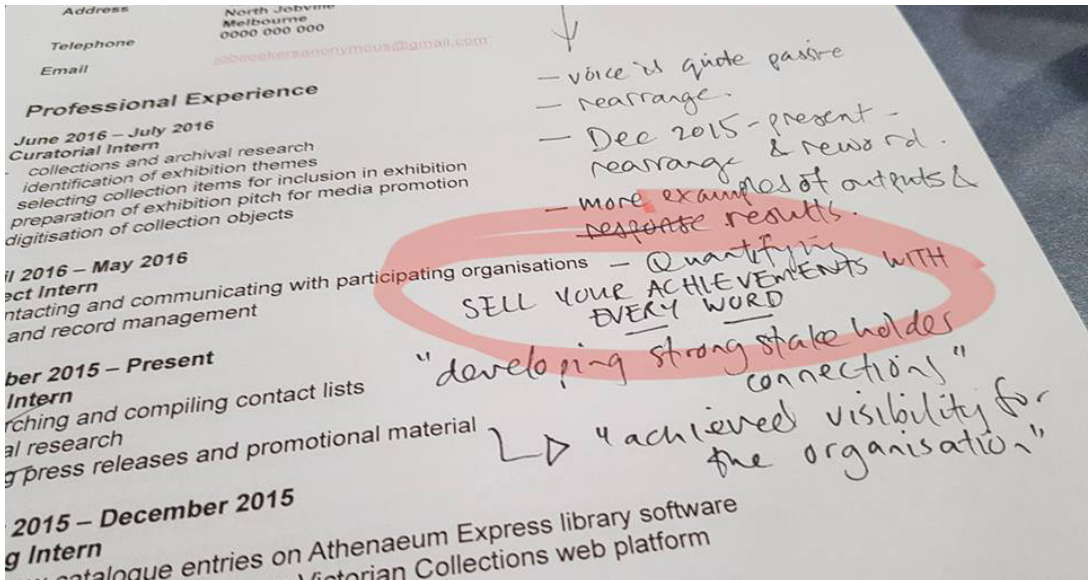 Address North Jobville
Melbourne
Telephone 0000 000 000
Email jobseekersanonymous@gmail.com
Professional Experience
June 2016 – July 2016
Curatorial Intern
- collections and archival research
identification of exhibition themes
selecting collection items for inclusion in exhibition
preparation of exhibition pitch for media promotion
digitisation of collection objects
il 2016 – May 2016
ect Intern
ntacting and communicating with participating organisations
and record management
ber 2015 – Present
Intern
rching and compiling contact lists
al research
g press releases and promotional material
2015 – December 2015
g Intern
catalogue entries on Athenaeum Express library software
Victorian Collections web platform
- voice is quite passive
- rearrange.
- Dec 2015 - present -
rearrange & reword.
- more examples of outputs &
response results.
- Quantifying
SELL YOUR ACHIEVEMENTS WITH
EVERY WORD
"developing strong stakeholder
connections"
"achieved visibility for
the organisation"